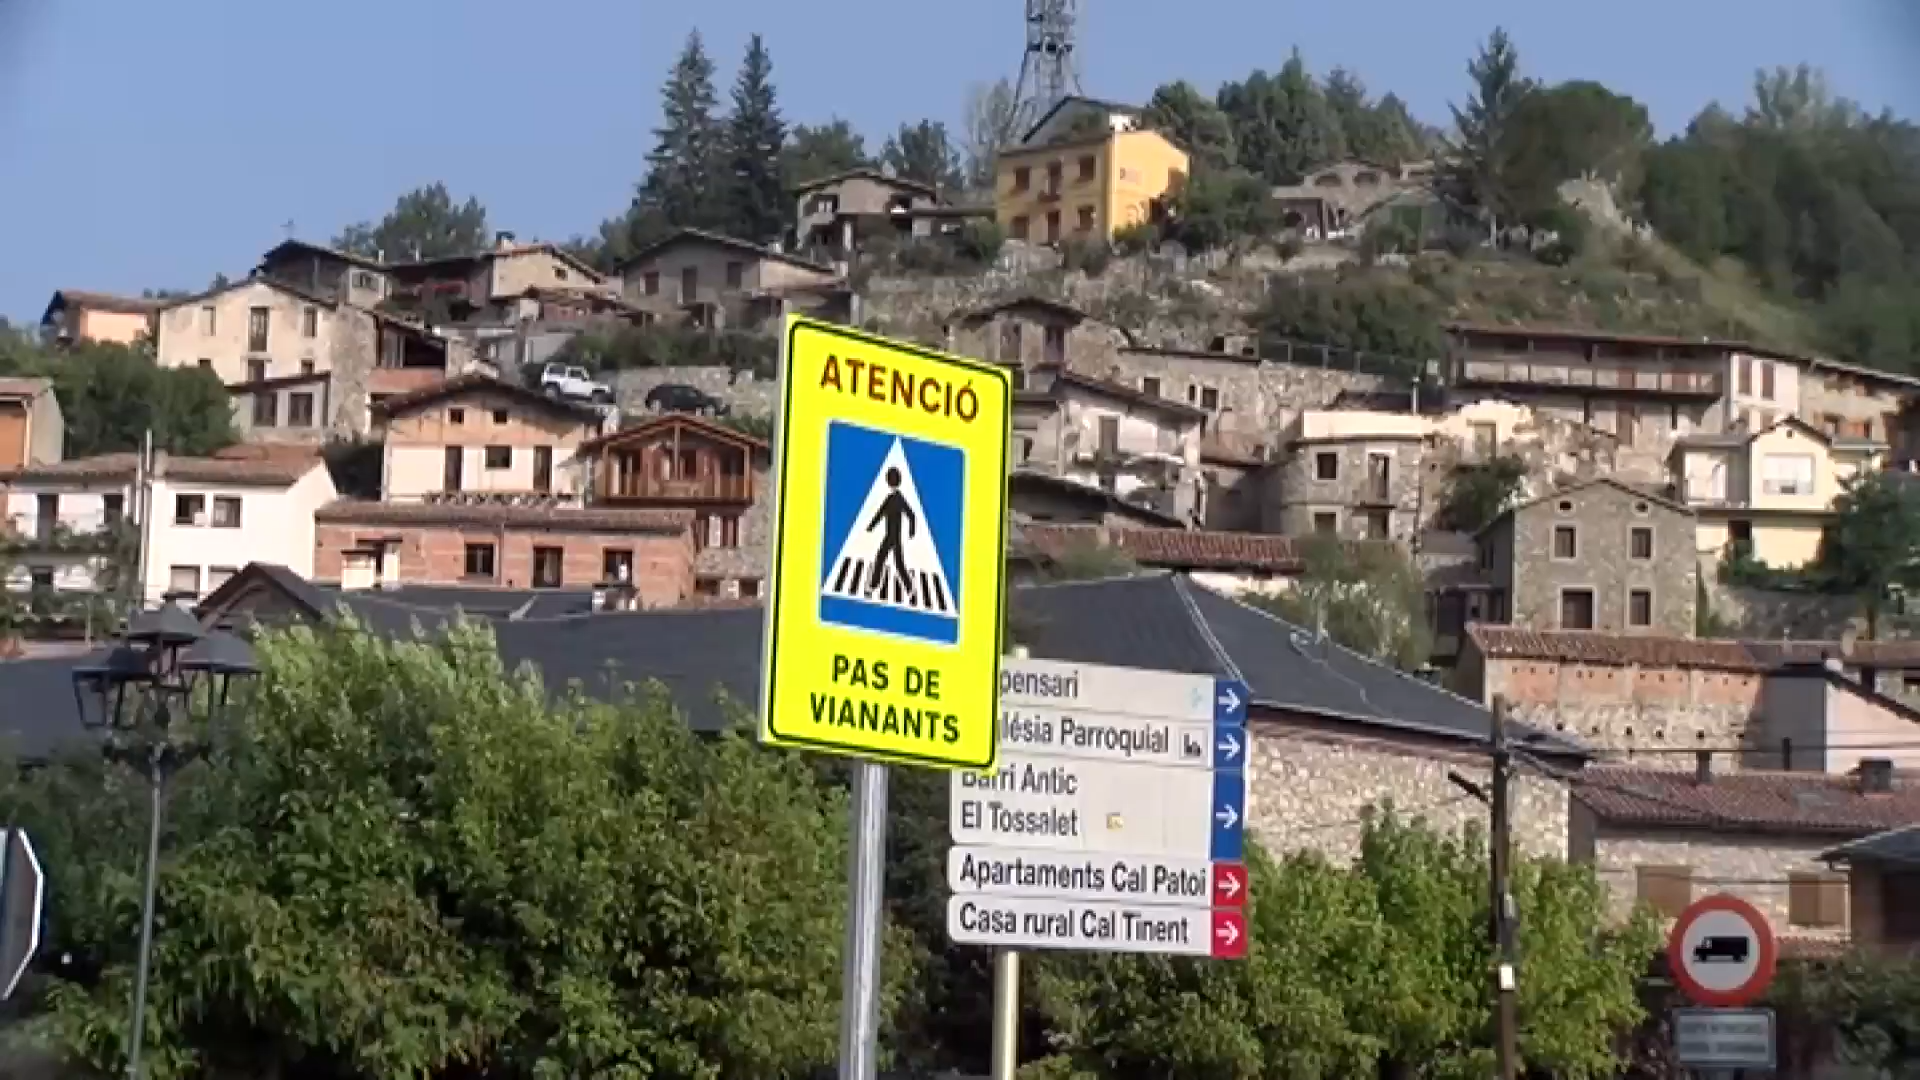 ATENCIÓ
PAS DE
VIANANTS
pensari
lésia Parroquial
Barri Antic
El Tossalet
Apartaments Cal Patoi
Casa rural Cal Tinent